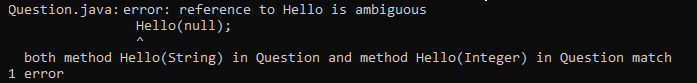 Question.java:error: reference to Hello is ambiguous
Hello(null);
^
both method Hello(String) in Question and method Hello(Integer) in Question match
1 error